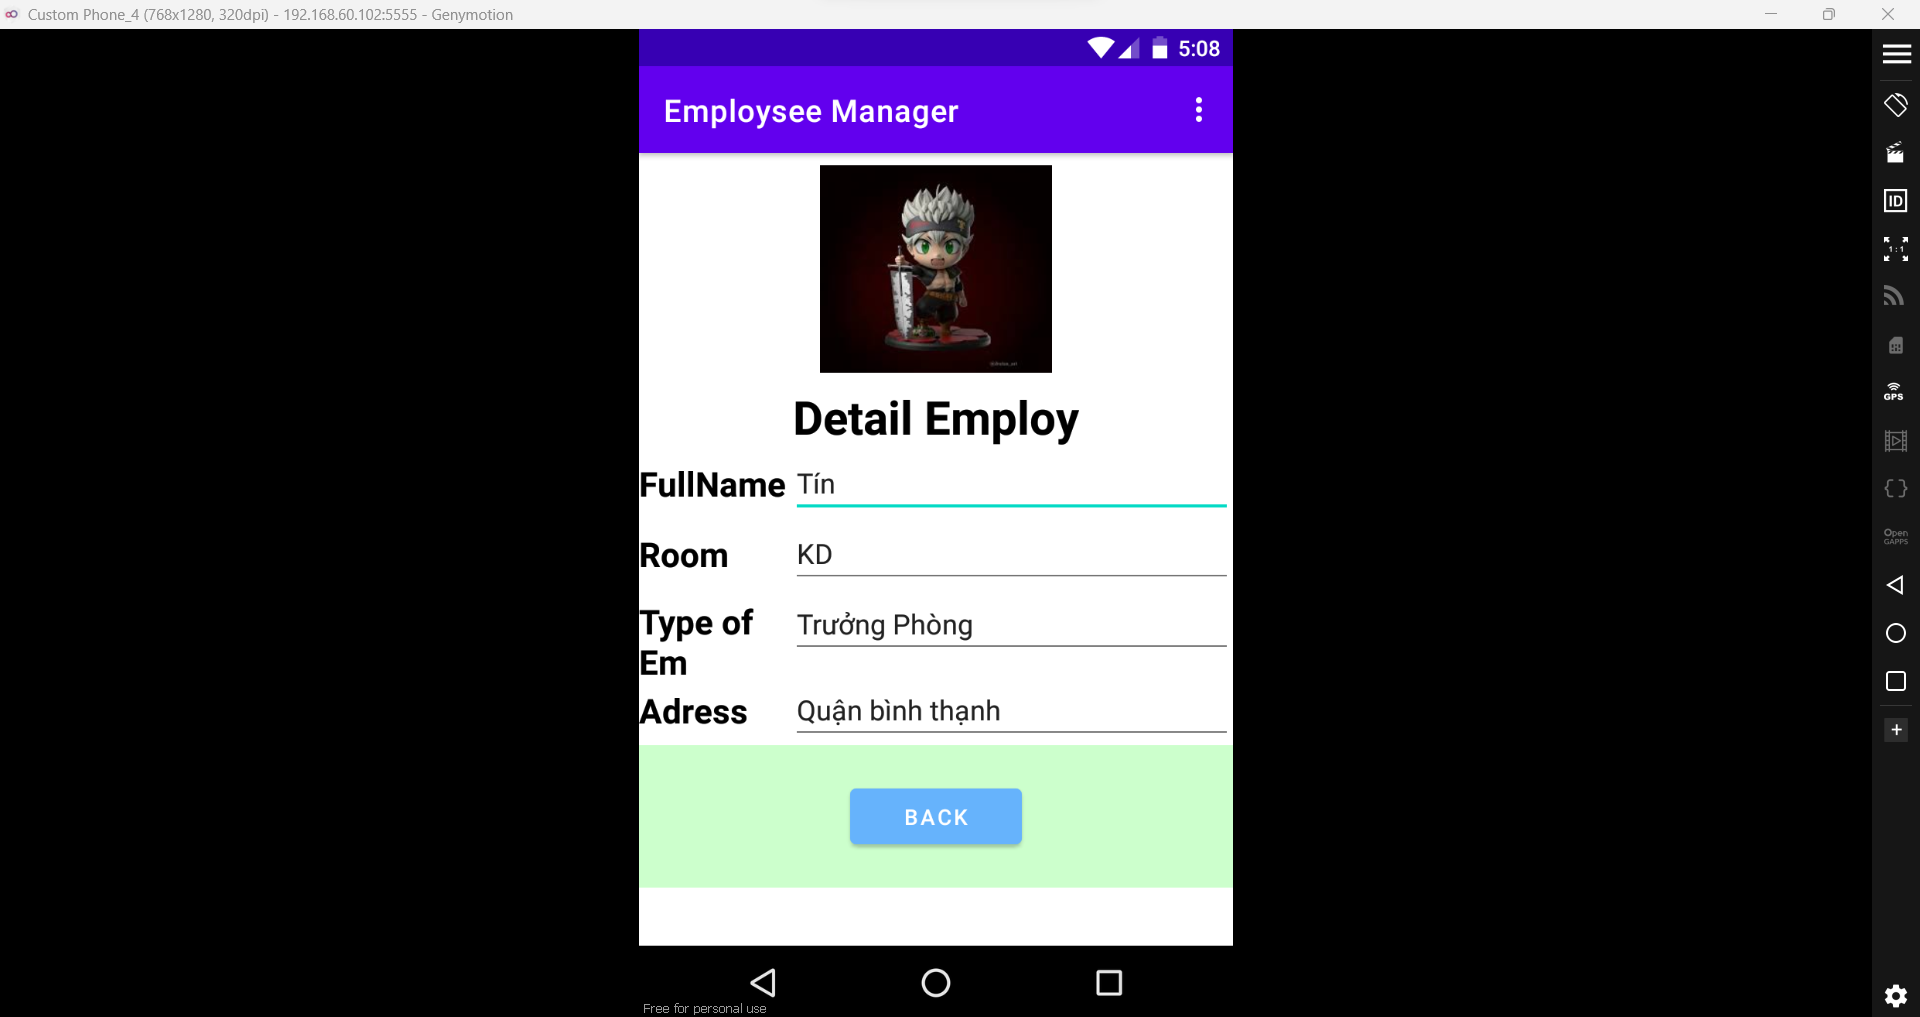 Custom Phone_4 (768x1280, 320dpi) - 192.168.60.102:5555 - Genymotion
5:08
Employsee Manager
Detail Employ
FullName Tín
Room KD
Type of Em Trưởng Phòng
Adress Quận bình thạnh
BACK
Free for personal use
ID
1:1
GPS
Open
GAPPS